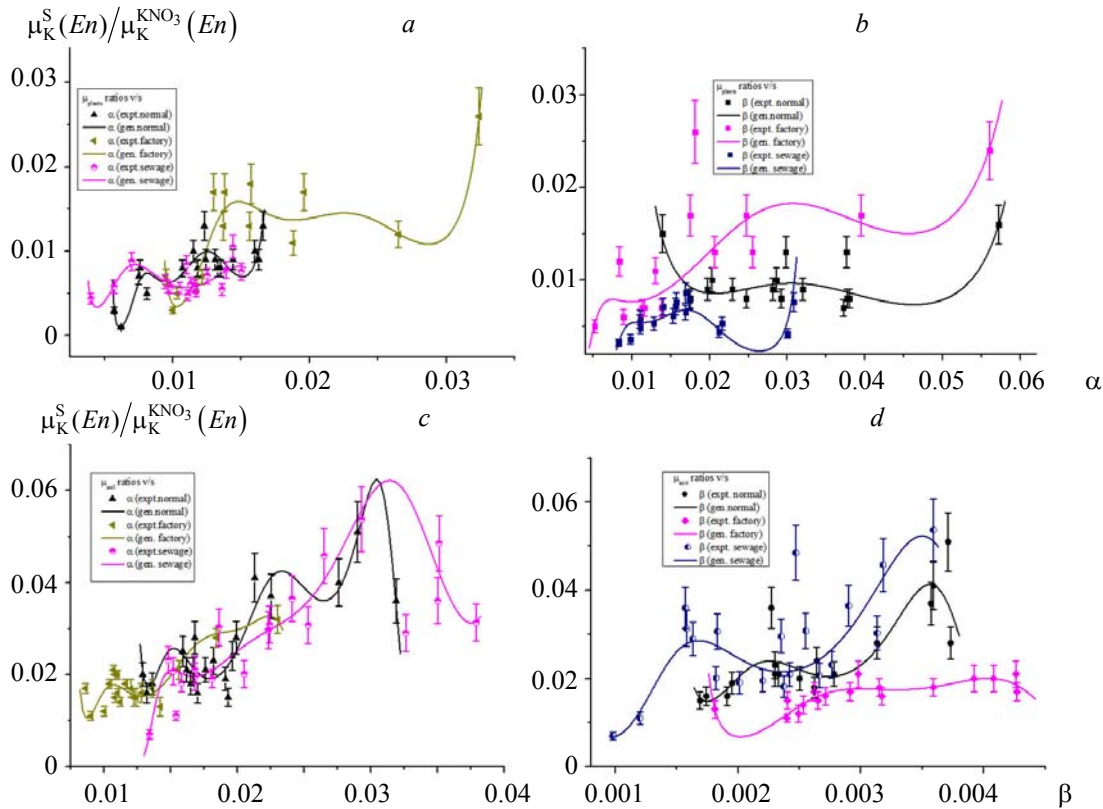 μ_K^S(En)/μ_K^KNO₃(En)
a
0.03
0.02
0.01
0
μ_plants ratios v/s
α (expt.normal)
α (gen.normal)
α (expt.factory)
α (gen. factory)
α (expt.sewage)
α (gen. sewage)
0.01
0.02
0.03
b
0.03
0.02
0.01
μ_plants ratios v/s
β (expt. normal)
β (gen. normal)
β (expt. factory)
β (gen. factory)
β (expt. sewage)
β (gen. sewage)
0.01
0.02
0.03
0.04
0.05
0.06
α
μ_K^S(En)/μ_K^KNO₃(En)
c
0.06
0.04
0.02
0
μ_soil ratios v/s
α (expt.normal)
α (gen.normal)
α (expt.factory)
α (gen.factory)
α (expt.sewage)
α (gen. sewage)
0.01
0.02
0.03
0.04
d
0.06
0.04
0.02
0
μ_soil ratios v/s
β (expt. normal)
β (gen. normal)
β (expt. factory)
β (gen. factory)
β (expt. sewage)
β (gen. sewage)
0.001
0.002
0.003
0.004
β